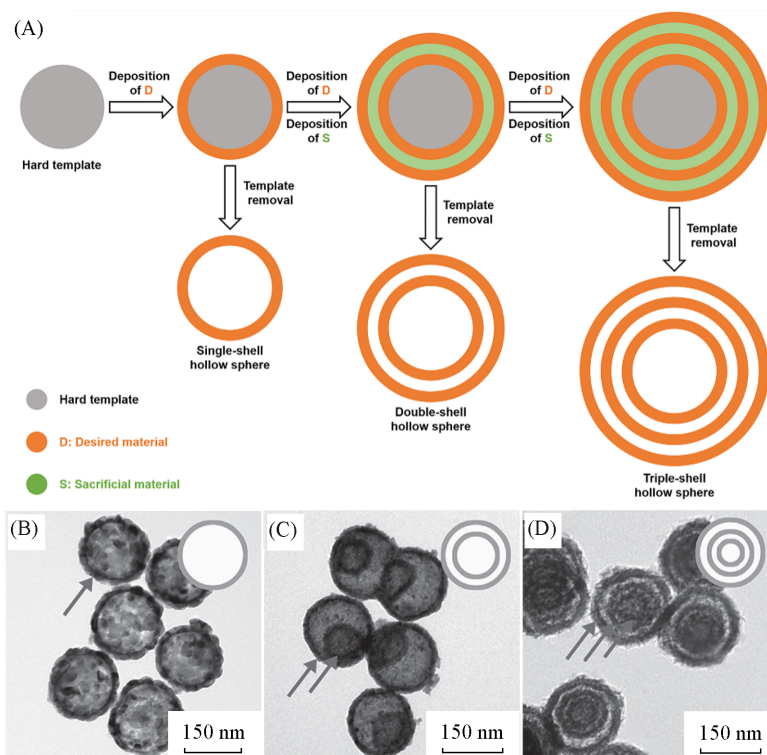 (A)
Deposition
of D
Deposition
of D
Deposition
of S
Deposition
of D
Deposition
of S
Hard template
Template
removal
Template
removal
Template
removal
Single-shell
hollow sphere
Double-shell
hollow sphere
Triple-shell
hollow sphere
Hard template
D: Desired material
S: Sacrificial material
(B)
150 nm
(C)
150 nm
(D)
150 nm